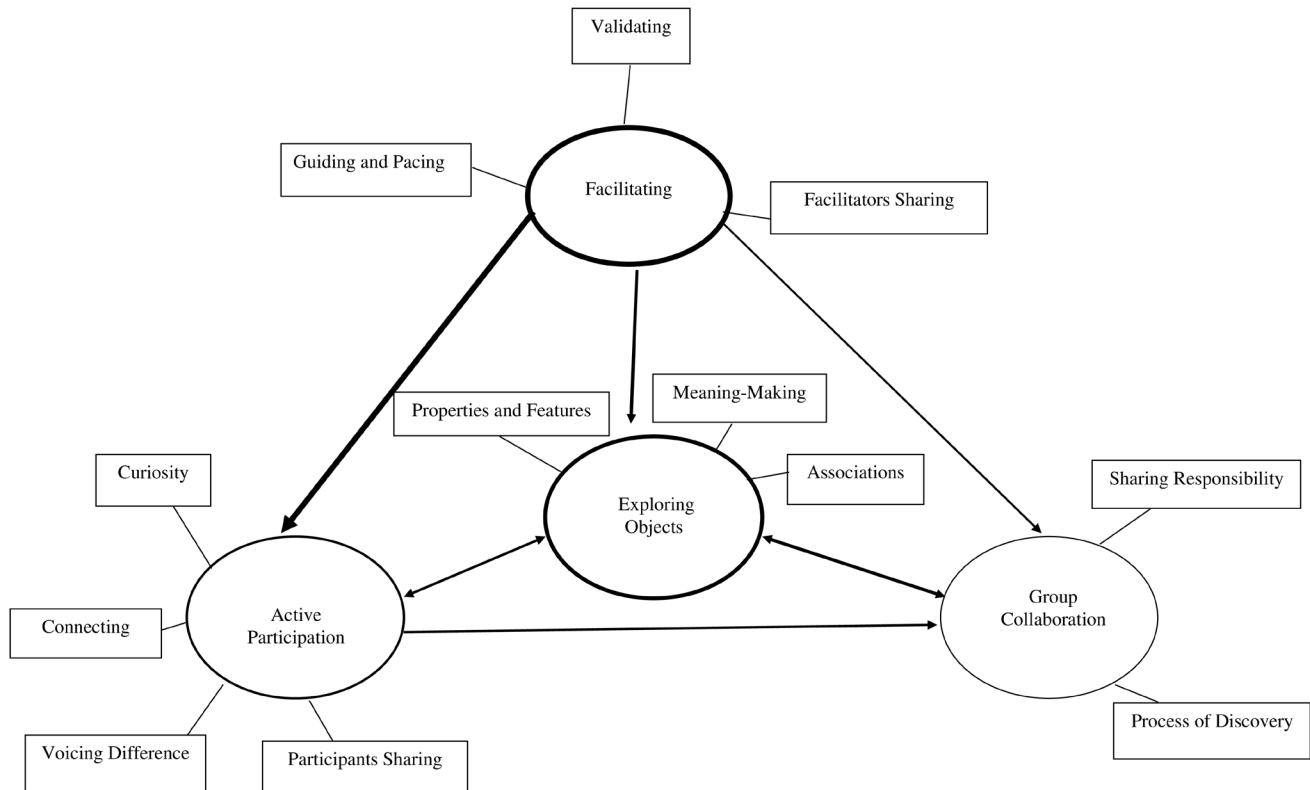 Validating
Guiding and Pacing
Facilitating
Facilitators Sharing
Meaning-Making
Properties and Features
Associations
Curiosity
Sharing Responsibility
Exploring
Objects
Active
Participation
Group
Collaboration
Connecting
Voicing Difference
Participants Sharing
Process of Discovery